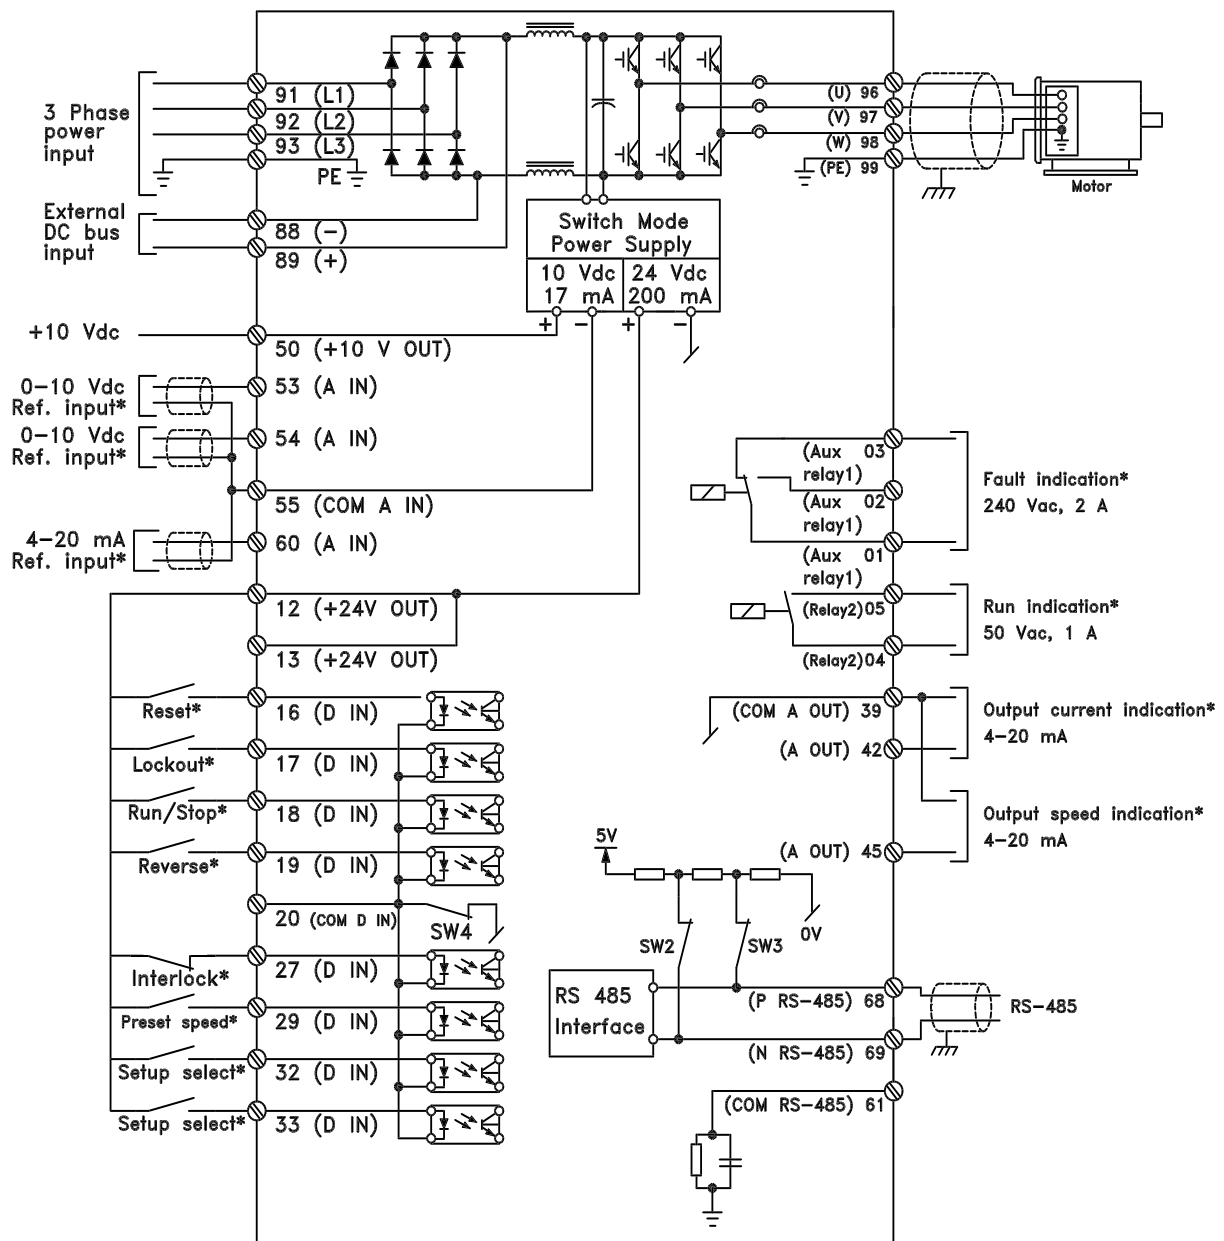 3 Phase
power
input
91 (L1)
92 (L2)
93 (L3)
PE
External
DC bus
input
88 (−)
89 (+)
Switch Mode
Power Supply
10 Vdc
17 mA
24 Vdc
200 mA
+ − + −
(U) 96
(V) 97
(W) 98
(PE) 99
Motor
+10 Vdc
50 (+10 V OUT)
0−10 Vdc
Ref. input*
53 (A IN)
0−10 Vdc
Ref. input*
54 (A IN)
55 (COM A IN)
4−20 mA
Ref. input*
60 (A IN)
12 (+24V OUT)
13 (+24V OUT)
Reset*
16 (D IN)
Lockout*
17 (D IN)
Run/Stop*
18 (D IN)
Reverse*
19 (D IN)
20 (COM D IN)
SW4
Interlock*
27 (D IN)
Preset speed*
29 (D IN)
Setup select*
32 (D IN)
Setup select*
33 (D IN)
(Aux 03
relay1)
(Aux 02
relay1)
(Aux 01
relay1)
Fault indication*
240 Vac, 2 A
(Relay2)05
(Relay2)04
Run indication*
50 Vac, 1 A
(COM A OUT) 39
(A OUT) 42
Output current indication*
4−20 mA
(A OUT) 45
Output speed indication*
4−20 mA
5V
0V
SW2
SW3
RS 485
Interface
(P RS−485) 68
(N RS−485) 69
RS−485
(COM RS−485) 61